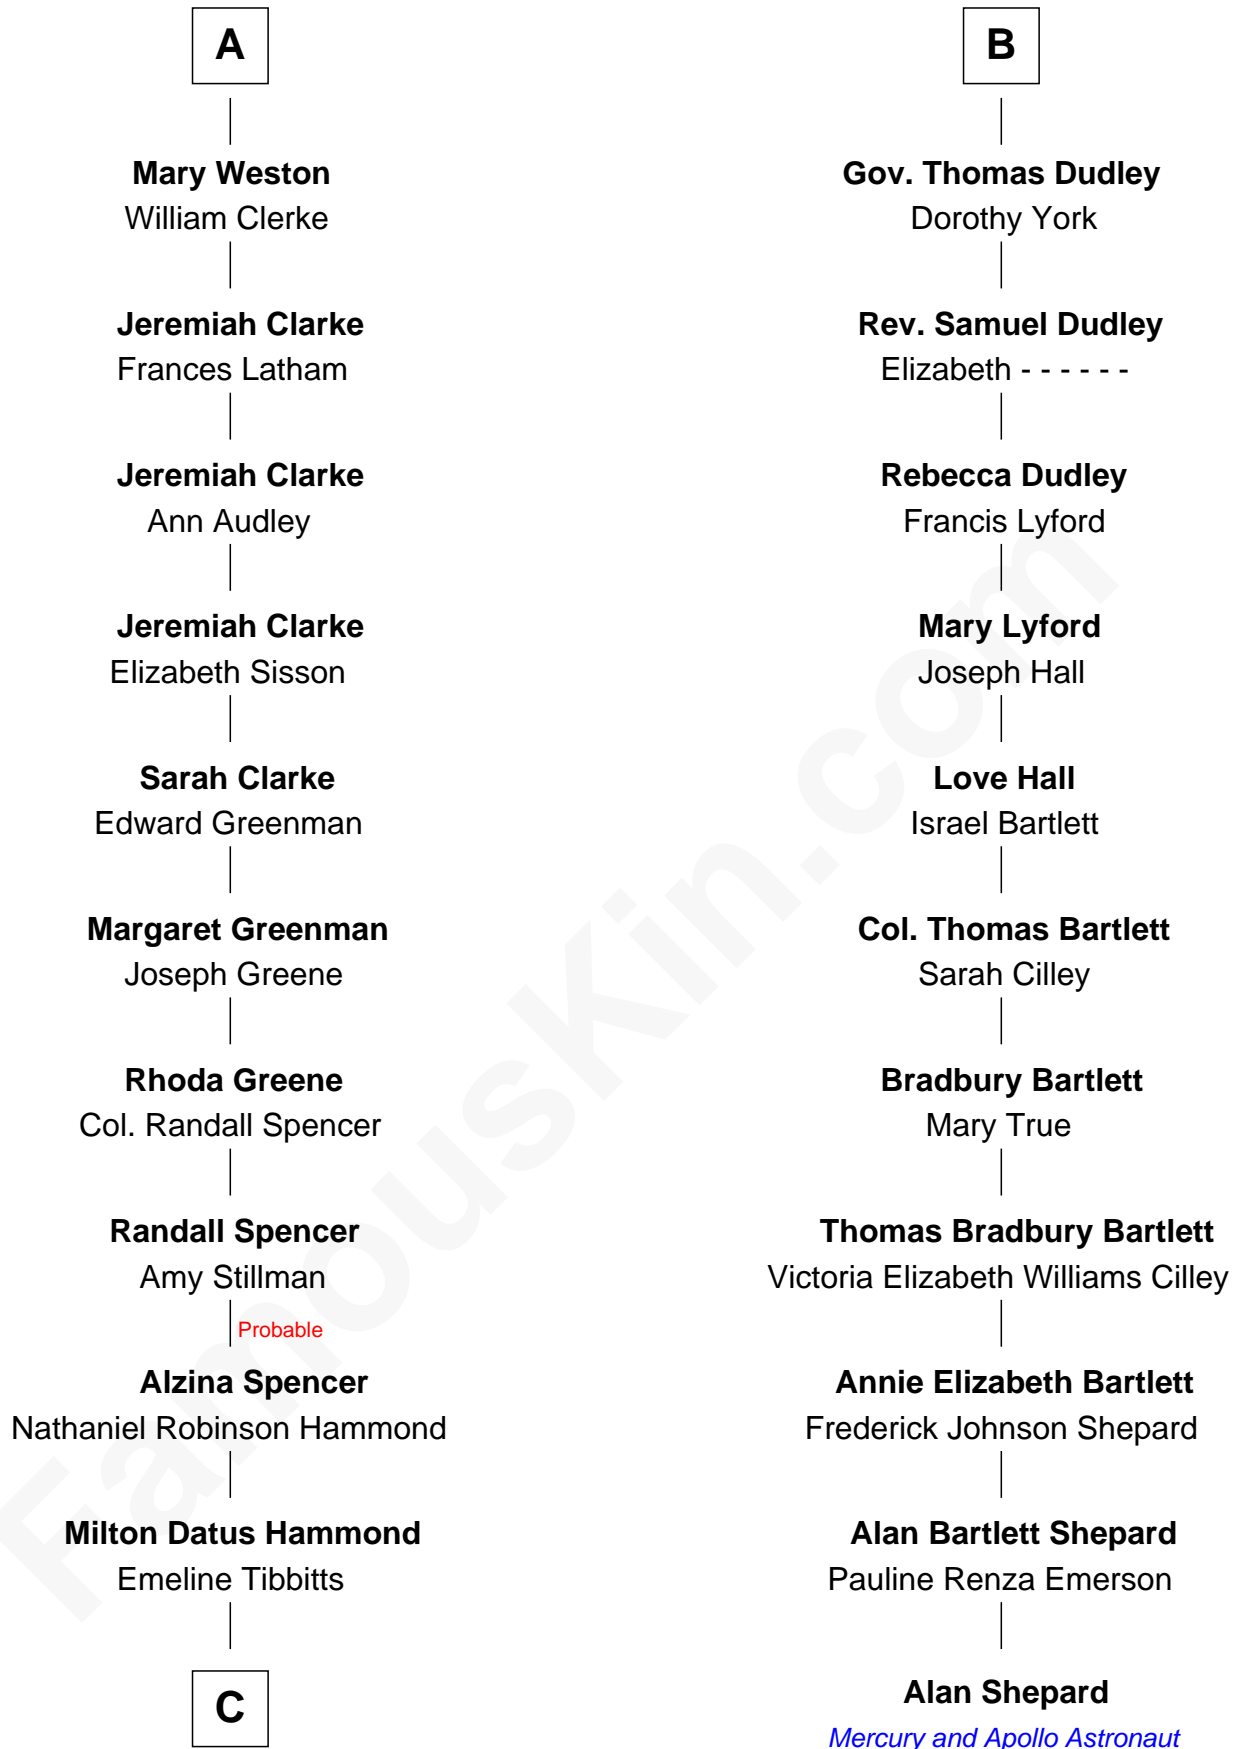 A
Mary Weston
William Clerke
Jeremiah Clarke
Frances Latham
Jeremiah Clarke
Ann Audley
Jeremiah Clarke
Elizabeth Sisson
Sarah Clarke
Edward Greenman
Margaret Greenman
Joseph Greene
Rhoda Greene
Col. Randall Spencer
Randall Spencer
Amy Stillman
Probable
Alzina Spencer
Nathaniel Robinson Hammond
Milton Datus Hammond
Emeline Tibbitts
C
B
Gov. Thomas Dudley
Dorothy York
Rev. Samuel Dudley
Elizabeth - - - - - -
Rebecca Dudley
Francis Lyford
Mary Lyford
Joseph Hall
Love Hall
Israel Bartlett
Col. Thomas Bartlett
Sarah Cilley
Bradbury Bartlett
Mary True
Thomas Bradbury Bartlett
Victoria Elizabeth Williams Cilley
Annie Elizabeth Bartlett
Frederick Johnson Shepard
Alan Bartlett Shepard
Pauline Renza Emerson
Alan Shepard
Mercury and Apollo Astronaut
FamousKin.com